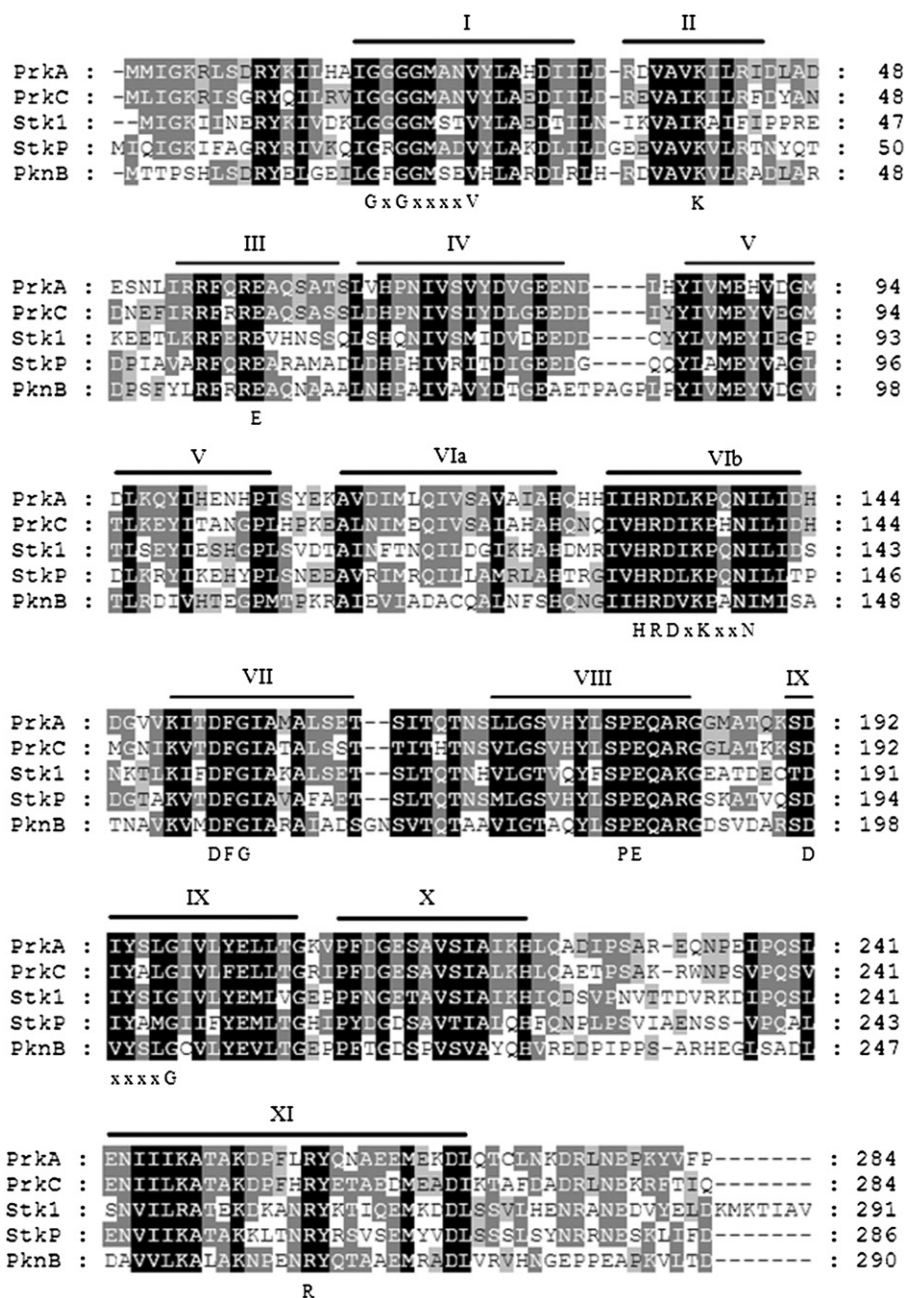 I II
PrkA : -MMIGKRLSDRYKILHAIGGGGMANVYLAHDIILD-RDVAVKILRIDLAD : 48
PrkC : -MLIGKRISGRYQILRVIGGGGMANVYLAEDIILD-REVAIKILRFDYAN : 48
Stk1 : --MIGKIINERYKIVDKLGGGGMSTVYLAEDTILN-IKVAIKAIFIPPRE : 47
StkP : MIQIGKIFAGRYRIVKQIGRGGMADVYLAKDLILDGEEVAVKVLRTNYQT : 50
PknB : -MTTPSHLSDRYELGEILGFGGMSEVHLARDLRLH-RDVAVKVLRADLAR : 48
GxGxxxxV K
III IV V
PrkA : ESNLIRRFQREAQSATSLVHPNIVSVYDVGEEND----LHYIVMEHVDGM : 94
PrkC : DNEFIRRFRREAQSASSLDHPNIVSIYDLGEEDD----IYYIVMEYVEGM : 94
Stk1 : KEETLKRFEREVHNSSQLSHQNIVSMIDVDEEDD----CYYLVMEYIEGP : 93
StkP : DPIAVARFQREARAMADLDHPHIVRITDIGEEDG----QQYLAMEYVAGL : 96
PknB : DPSFYLRFRREAQNAAALNHPAIVAVYDTGEAETPAGPLPYIVMEYVDGV : 98
E
V VIa VIb
PrkA : DLKQYIHENHPISYEKAVDIMLQIVSAVAIAHQHHIIHRDLKPQNILIDH : 144
PrkC : TLKEYITANGPLHPKEALNIMEQIVSAIAHAHQNQIVHRDIKPHNILIDH : 144
Stk1 : TLSEYIESHGPLSVDTAINFTNQILDGIKHAHDMRIVHRDIKPQNILIDS : 143
StkP : DLKRYIKEHYPLSNEEAVRIMRQILLAMRLAHTRGIVHRDLKPQNILLTP : 146
PknB : TLRDIVHTEGPMTPKRAIEVIADACQALNFSHQNGIIHRDVKPANIMISA : 148
HRDxKxxN
VII VIII IX
PrkA : DGVVKITDFGIAMALSET--SITQTNSLLGSVHYLSPEQARGGMATQKSD : 192
PrkC : MGNIKVTDFGIATALSST--TITHTNSVLGSVHYLSPEQARGGLATKKSD : 192
Stk1 : NKTLKIFDFGIAKALSET--SLTQTNHVLGTVQYFSPEQAKGEATDECTD : 191
StkP : DGTAKVTDFGIAVAFAET--SLTQTNSMLGSVHYLSPEQARGSKATVQSD : 194
PknB : TNAVKVMDFGIARAIADSGNSVTQTAAVIGTAQYLSPEQARGDSVDARSD : 198
DFG PE D
IX X
PrkA : IYSLGIVLYELLTGKVPFDGESAVSIAIKHLQADIPSAR-EQNPEIPQSL : 241
PrkC : IYALGIVLFELLTGRIPFDGESAVSIALKHLQAETPSAK-RWNPSVPQSV : 241
Stk1 : IYSIGIVLYEMLVGEPPFNGETAVSIAIKHIQDSVPNVTTDVRKDIPQSL : 241
StkP : IYAMGIIFYEMLTGHIPYDGDSAVTIALQHFQNPLPSVIAENSS-VPQAL : 243
PknB : VYSLGCVLYEVLTGEPPFTGDSPVSVAYQHVREDPIPPS-ARHEGLSADL : 247
xxxxG
XI
PrkA : ENIIIKATAKDPFLRYQNAEEMEKDLQTCLNKDRLNEPKYVFP------- : 284
PrkC : ENVILKATAKDPFHRYETAEDMEADIKTAFDADRLNEKRFTIQ------- : 284
Stk1 : SNVILRATEKDKANRYKTIQEMKDDLSSVLHENRANEDVYELDKMKTIAV : 291
StkP : ENVIIKATAKKLTNRYRSVSEMYVDLSSSLSYNRRNESKLIFD------- : 286
PknB : DAVVLKALAKNPENRYQTAAEMRADLVRVHNGEPPEAPKVLTD------- : 290
R